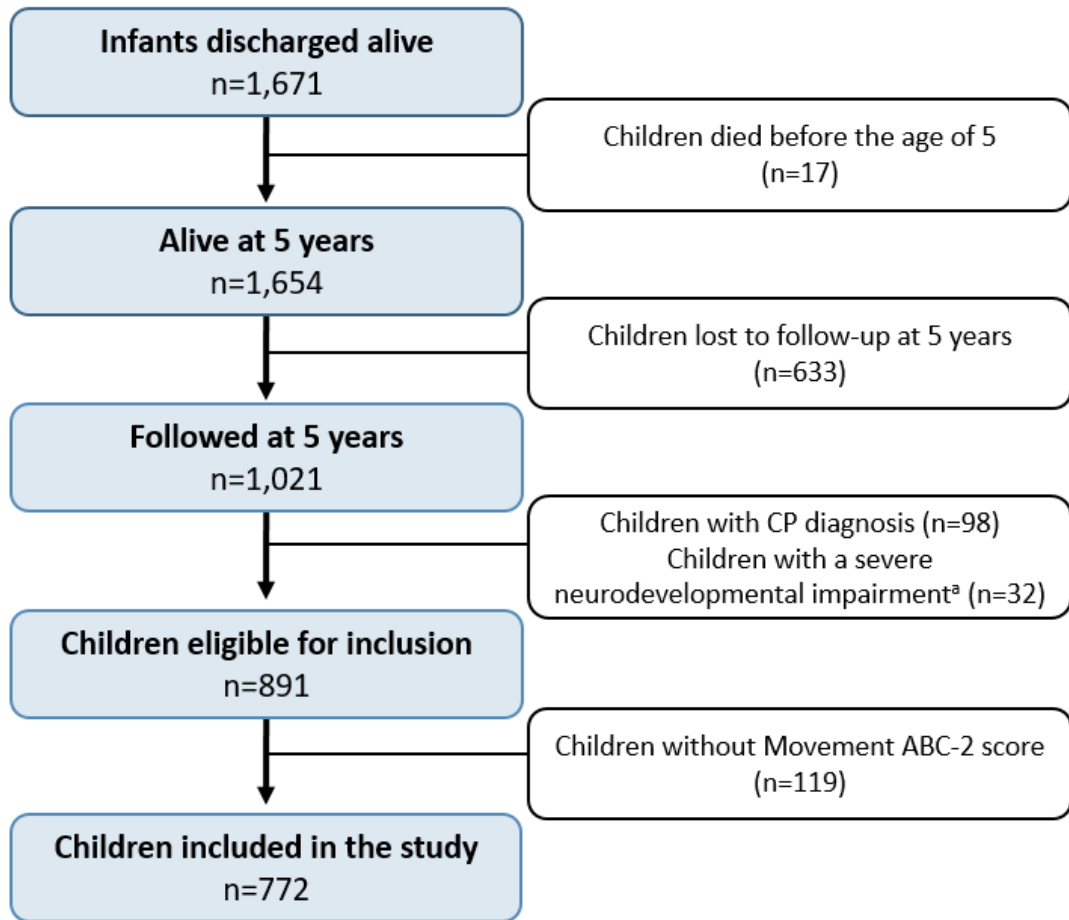 Infants discharged alive
n=1,671
Children died before the age of 5
(n=17)
Alive at 5 years
n=1,654
Children lost to follow-up at 5 years
(n=633)
Followed at 5 years
n=1,021
Children with CP diagnosis (n=98)
Children with a severe
neurodevelopmental impairmentᵃ (n=32)
Children eligible for inclusion
n=891
Children without Movement ABC-2 score
(n=119)
Children included in the study
n=772